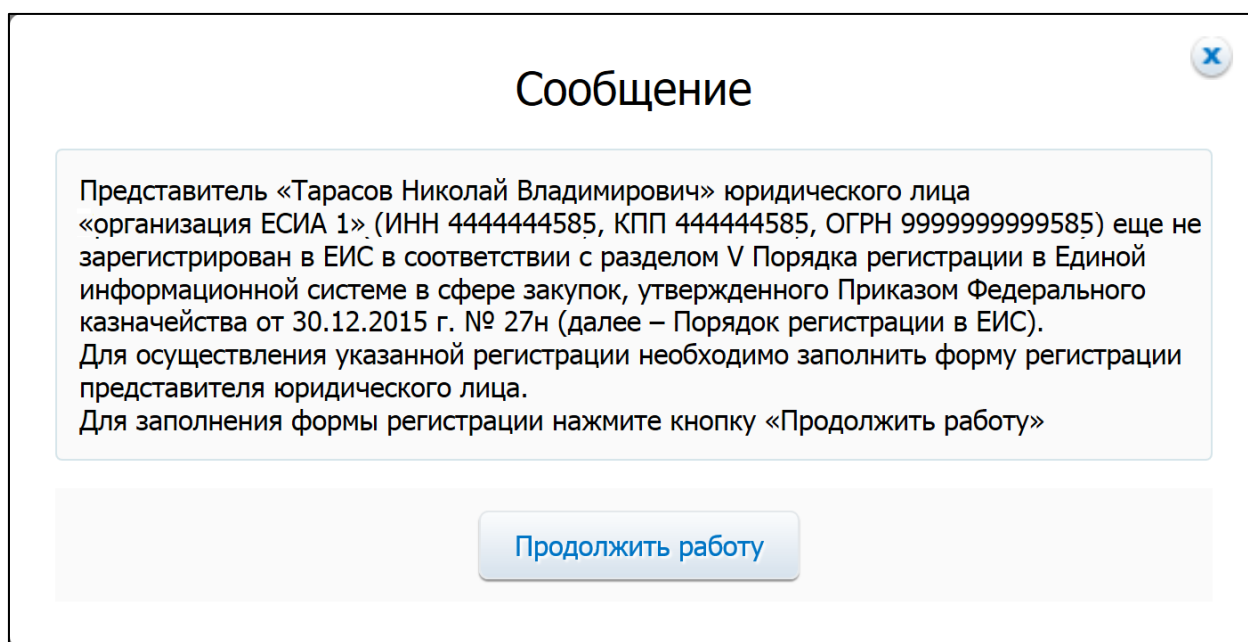 Сообщение
Представитель «Тарасов Николай Владимирович» юридического лица
«организация ЕСИА 1» (ИНН 4444444585, КПП 444444585, ОГРН 9999999999585) еще не
зарегистрирован в ЕИС в соответствии с разделом V Порядка регистрации в Единой
информационной системе в сфере закупок, утвержденного Приказом Федерального
казначейства от 30.12.2015 г. № 27н (далее – Порядок регистрации в ЕИС).
Для осуществления указанной регистрации необходимо заполнить форму регистрации
представителя юридического лица.
Для заполнения формы регистрации нажмите кнопку «Продолжить работу»
Продолжить работу